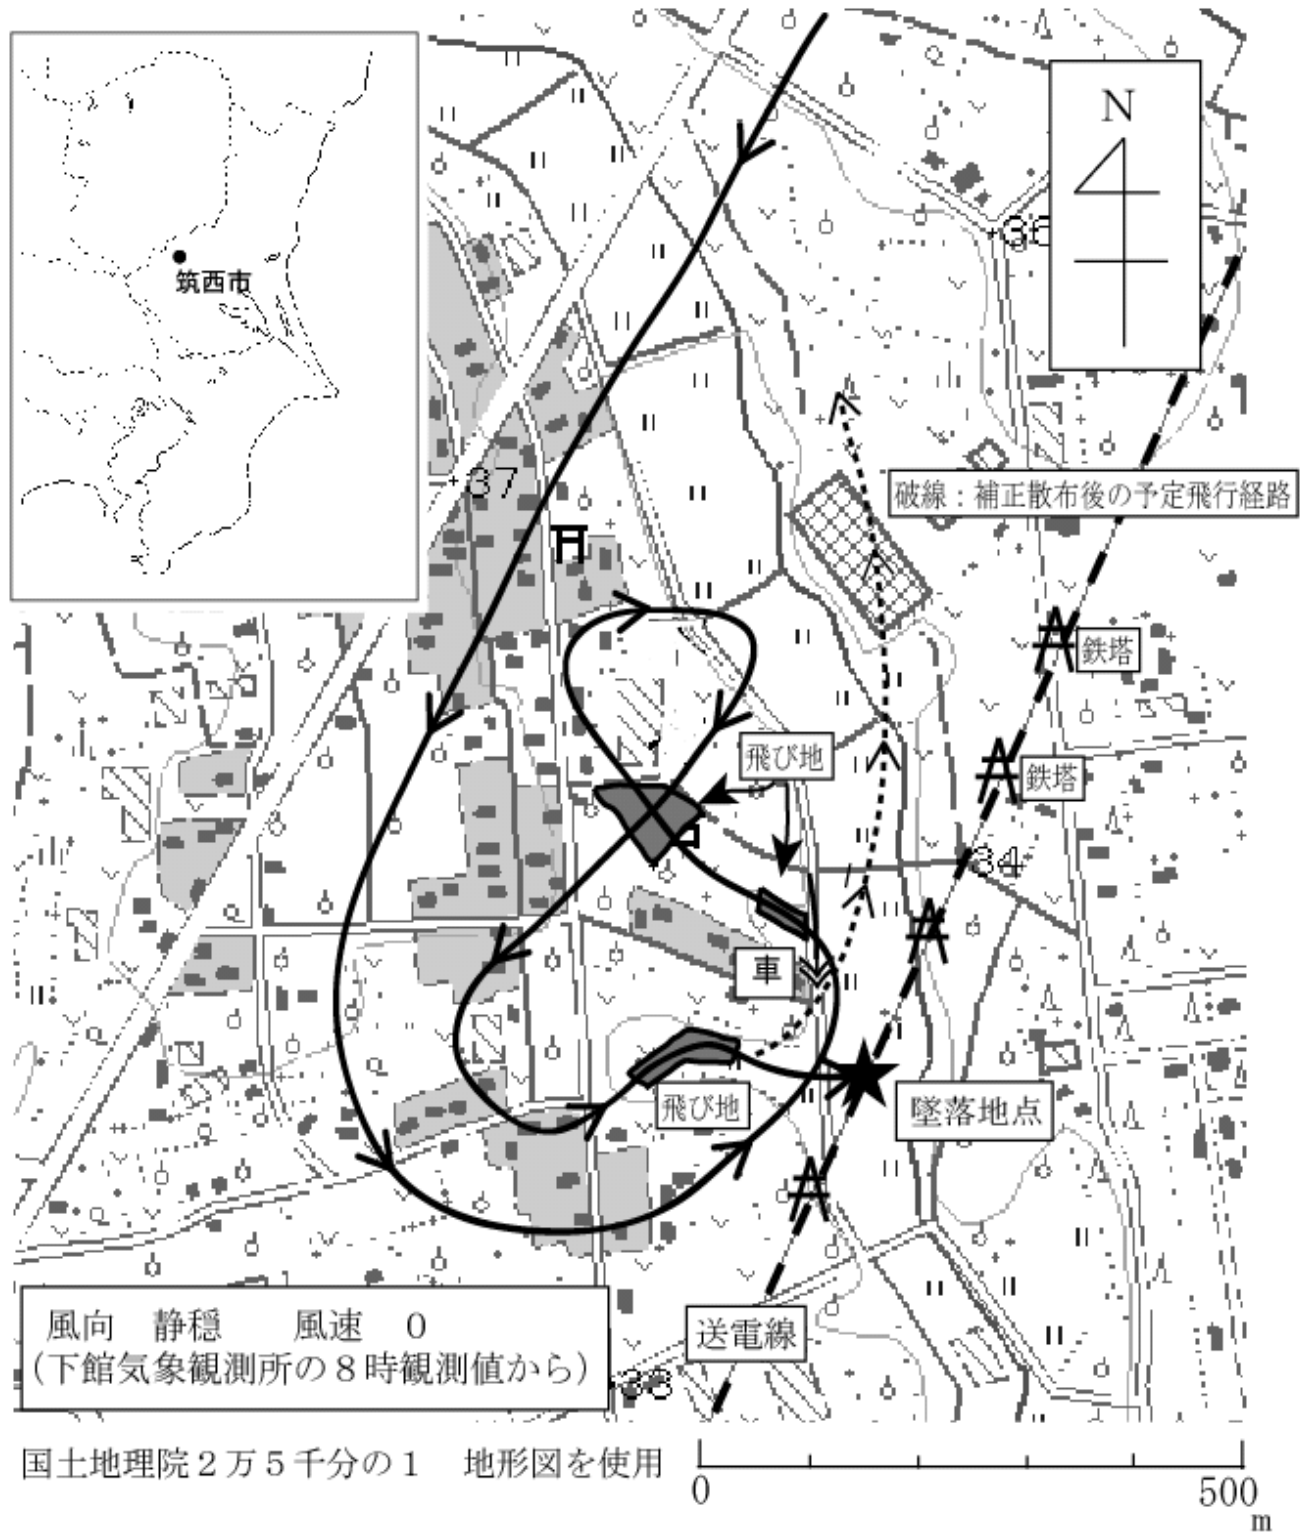 N
筑西市
36
37
破線：補正散布後の予定飛行経路
鉄塔
飛び地
鉄塔
34
車
飛び地
墜落地点
風向 静穏 風速 0
(下館気象観測所の８時観測値から)
送電線
38
国土地理院２万５千分の１ 地形図を使用
0
500
m